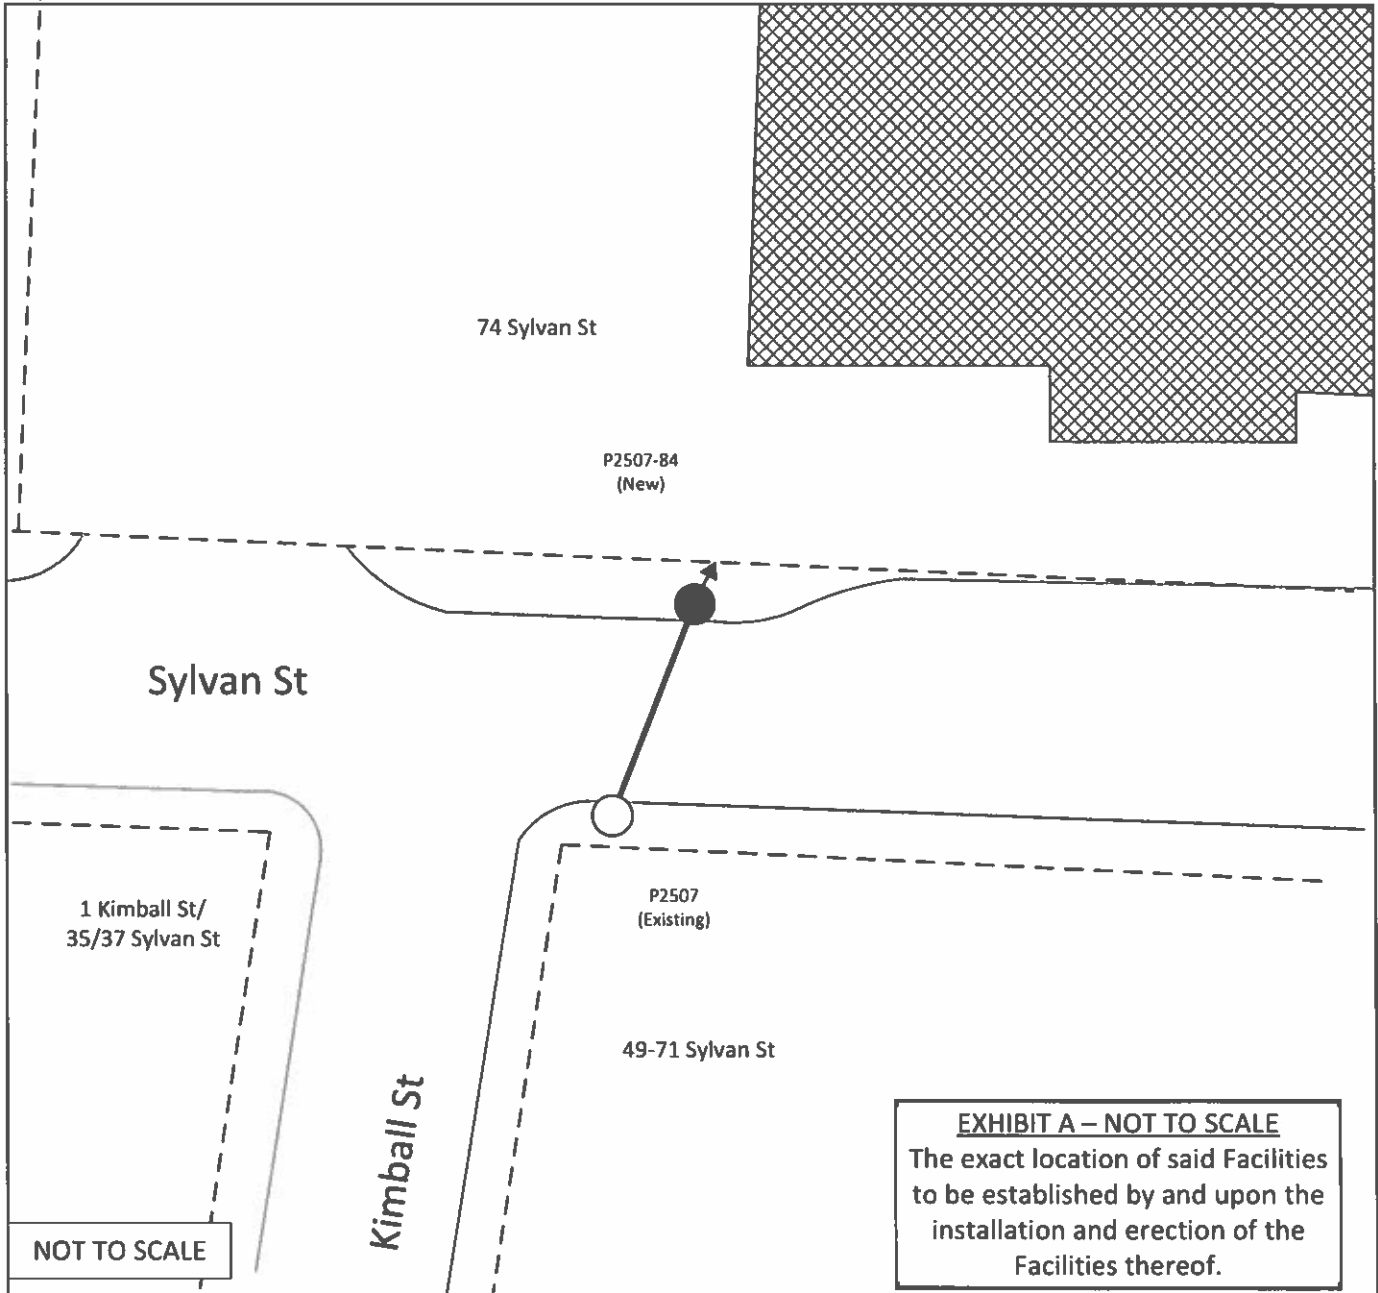 74 Sylvan St
P2507-84
(New)
Sylvan St
1 Kimball St/
35/37 Sylvan St
P2507
(Existing)
49-71 Sylvan St
Kimball St
NOT TO SCALE
EXHIBIT A – NOT TO SCALE
The exact location of said Facilities
to be established by and upon the
installation and erection of the
Facilities thereof.